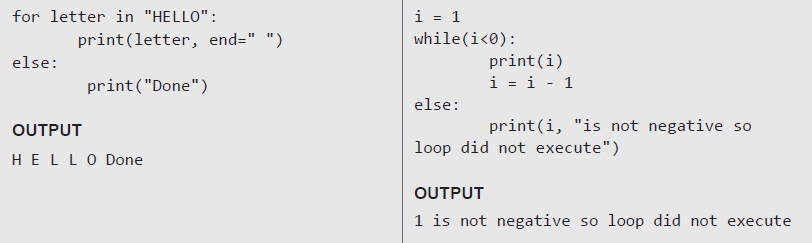 for letter in "HELLO":
        print(letter, end=" ")
else:
        print("Done")
OUTPUT
H E L L O Done
i = 1
while(i<0):
        print(i)
        i = i - 1
else:
        print(i, "is not negative so
loop did not execute")
OUTPUT
1 is not negative so loop did not execute